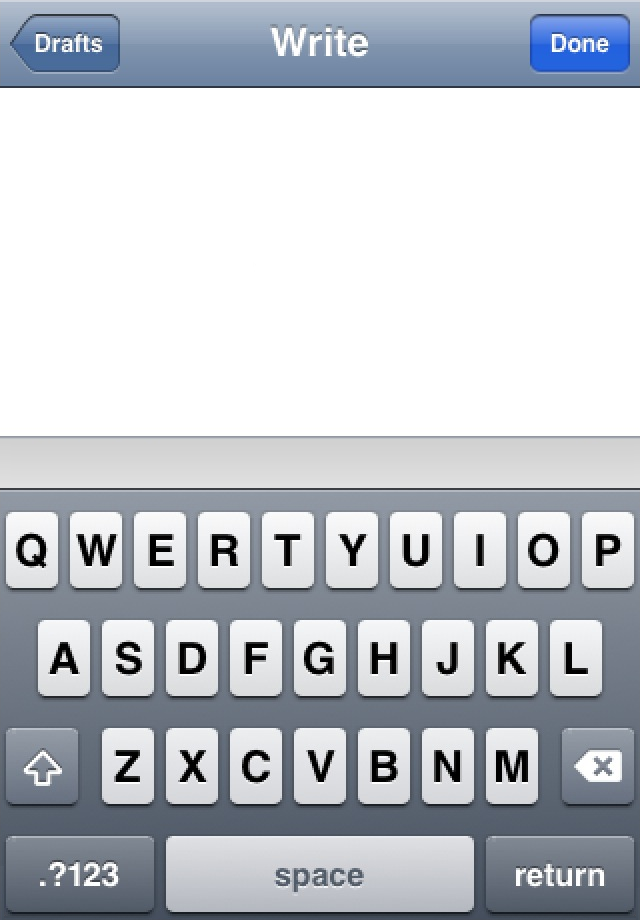 Drafts Write Done
Q W E R T Y U I O P
A S D F G H J K L
Z X C V B N M
.?123 space return